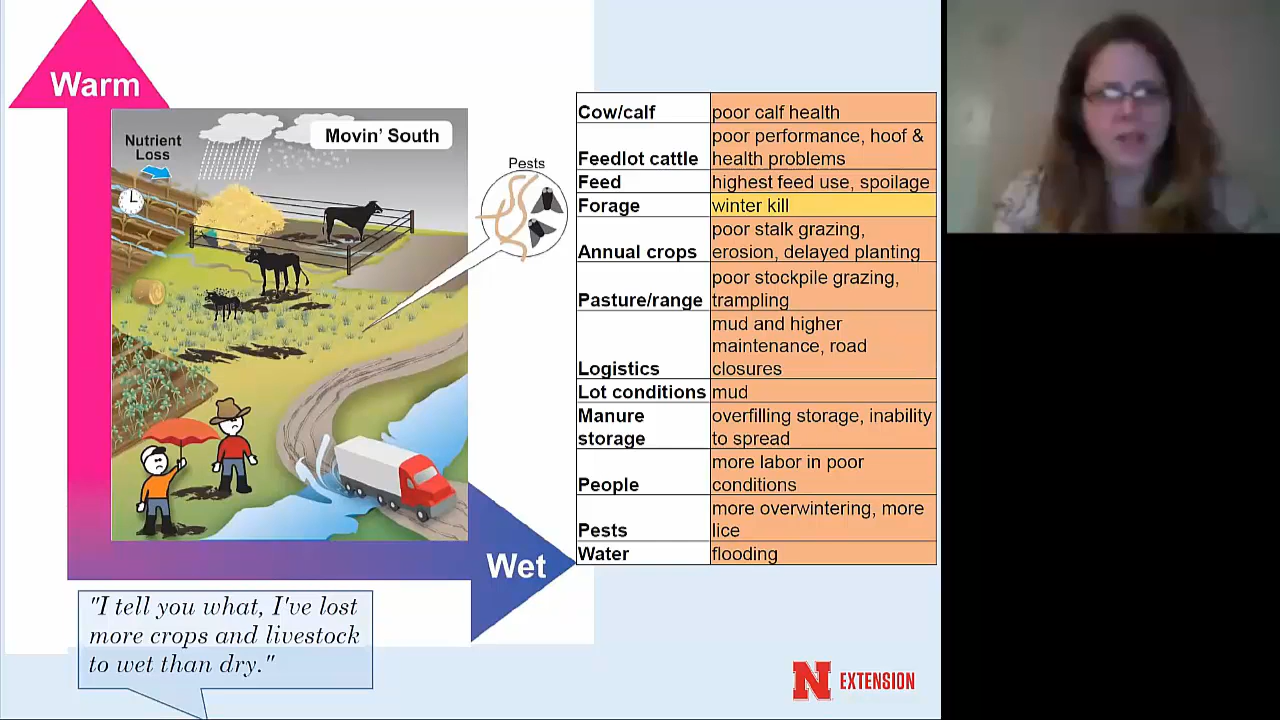 Warm
Movin' South
Nutrient
Loss
Pests
Wet
"I tell you what, I've lost
more crops and livestock
to wet than dry."
Cow/calf poor calf health
Feedlot cattle poor performance, hoof &
health problems
Feed highest feed use, spoilage
Forage winter kill
Annual crops poor stalk grazing,
erosion, delayed planting
Pasture/range poor stockpile grazing,
trampling
Logistics mud and higher
maintenance, road
closures
Lot conditions mud
Manure
storage overfilling storage, inability
to spread
People more labor in poor
conditions
Pests more overwintering, more
lice
Water flooding
N EXTENSION